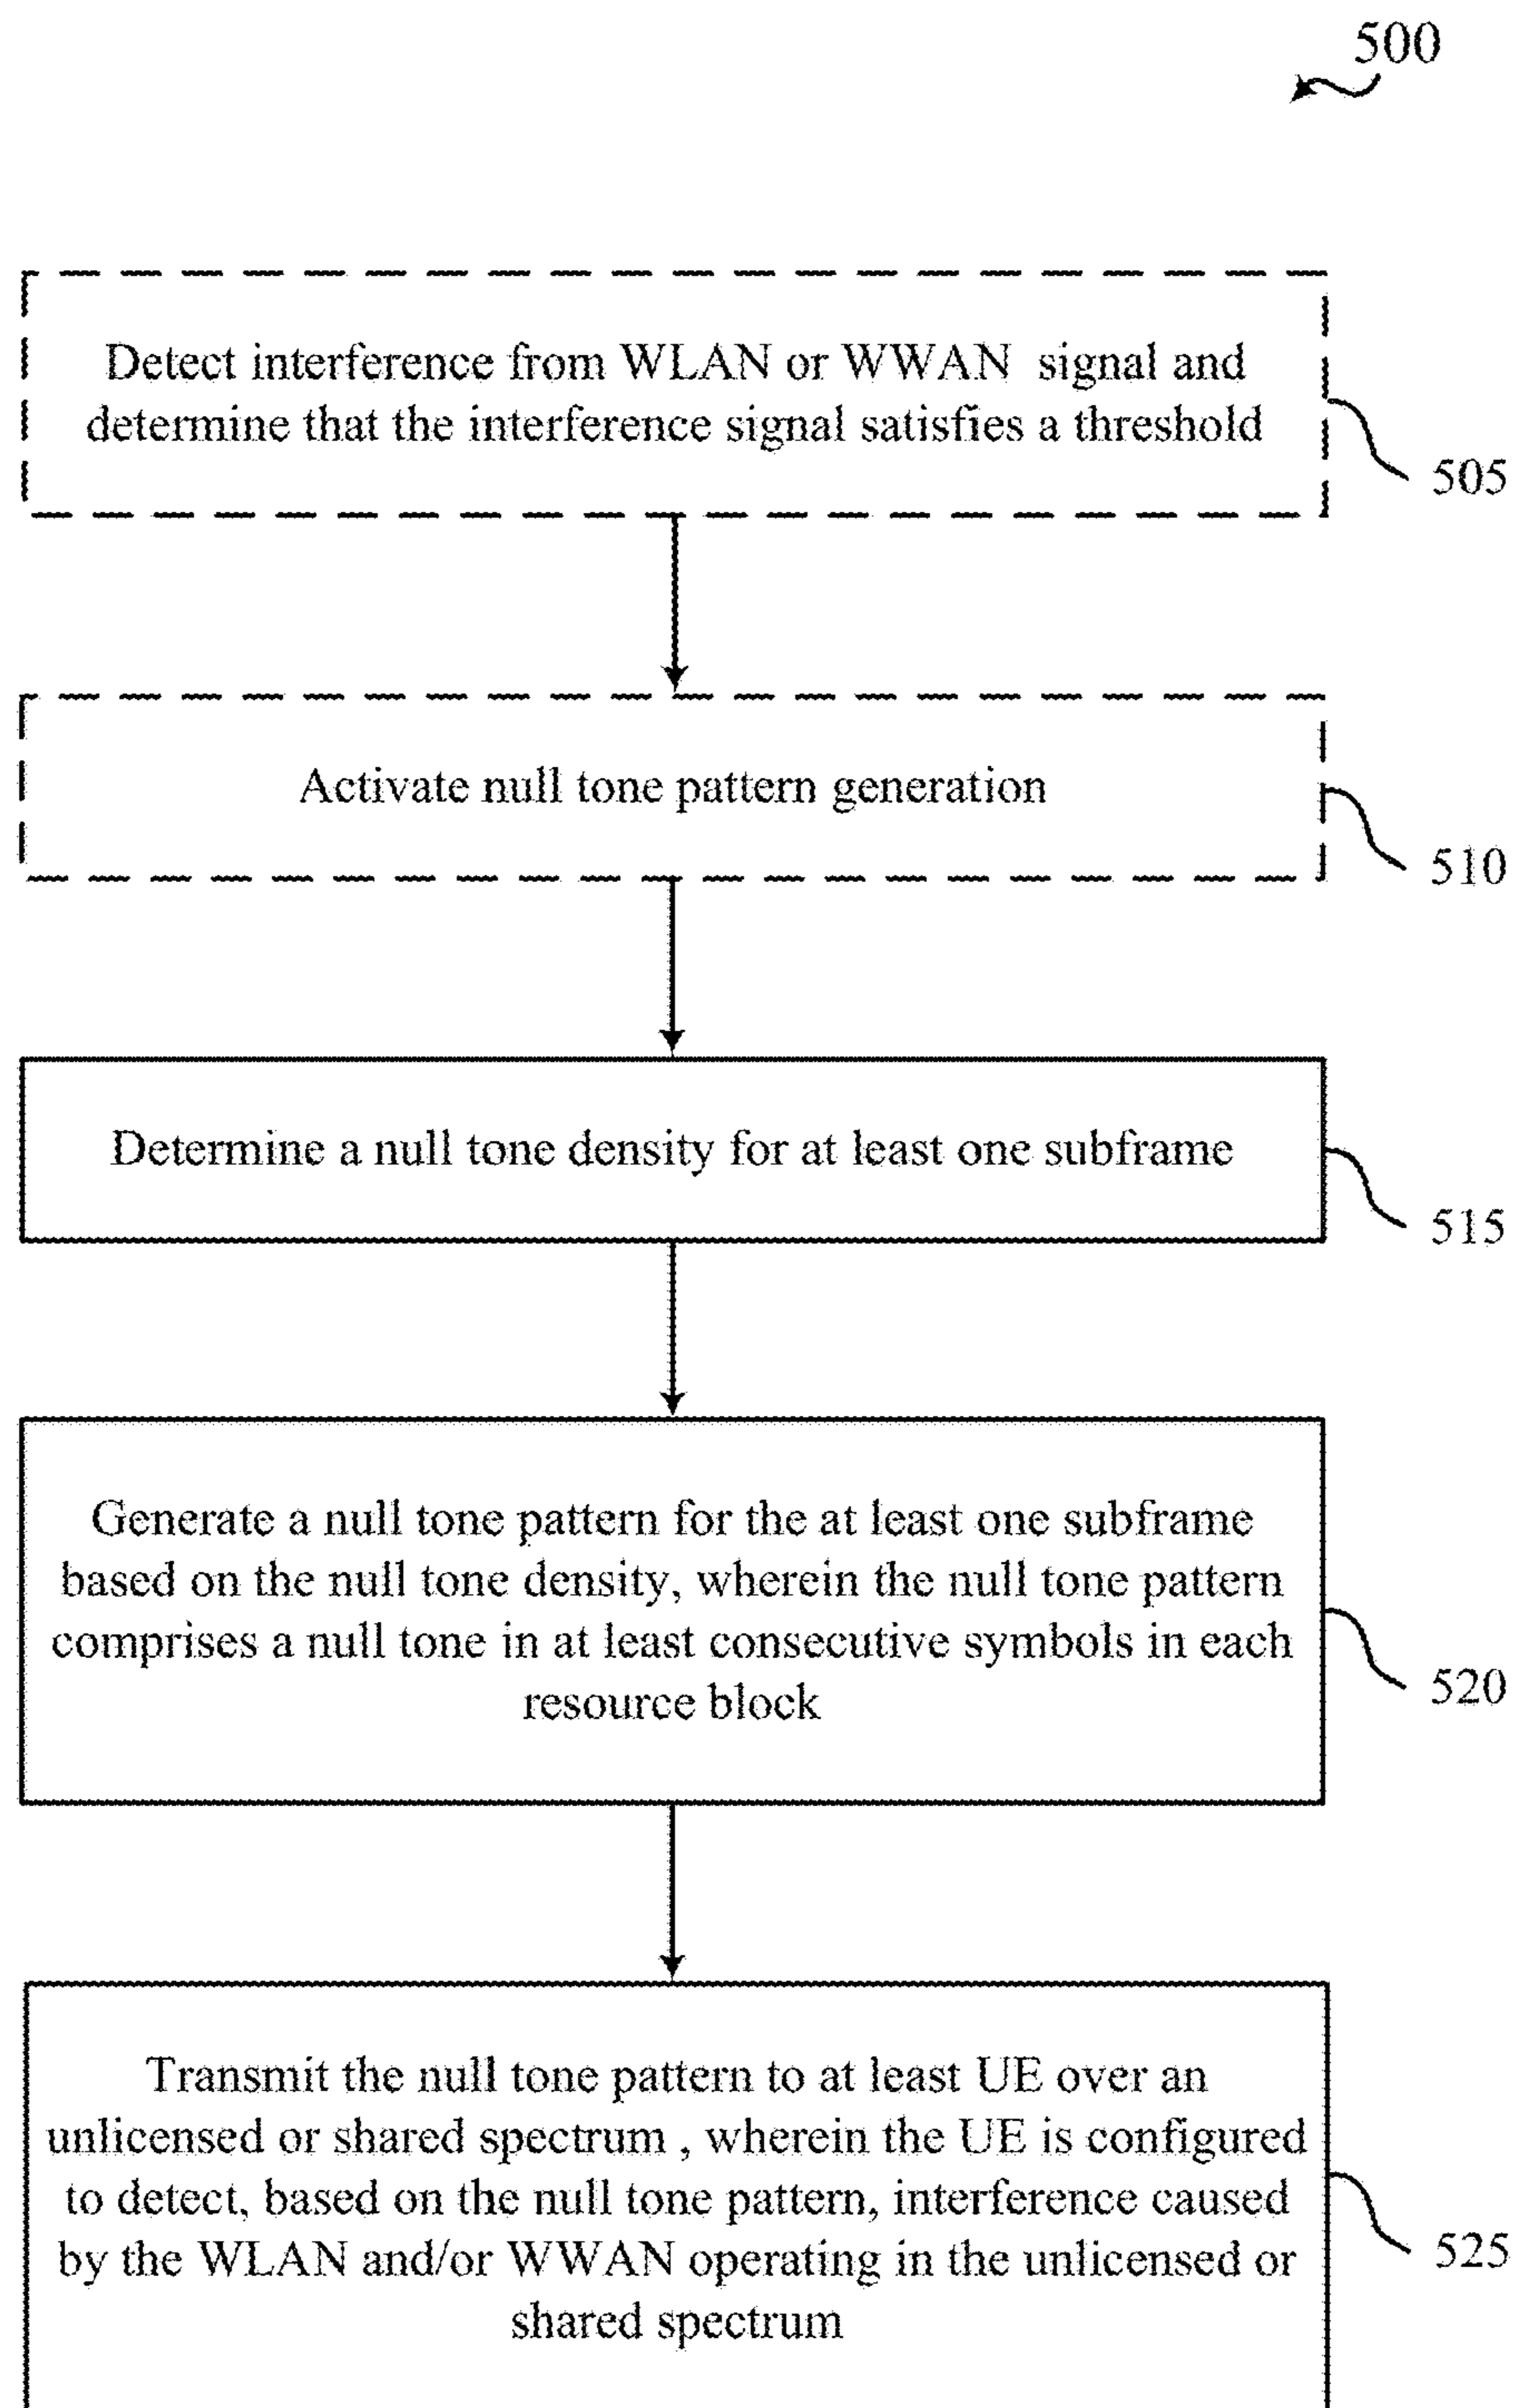 500
Detect interference from WLAN or WWAN signal and
determine that the interference signal satisfies a threshold
505
Activate null tone pattern generation
510
Determine a null tone density for at least one subframe
515
Generate a null tone pattern for the at least one subframe
based on the null tone density, wherein the null tone pattern
comprises a null tone in at least consecutive symbols in each
resource block
520
Transmit the null tone pattern to at least UE over an
unlicensed or shared spectrum , wherein the UE is configured
to detect, based on the null tone pattern, interference caused
by the WLAN and/or WWAN operating in the unlicensed or
shared spectrum
525